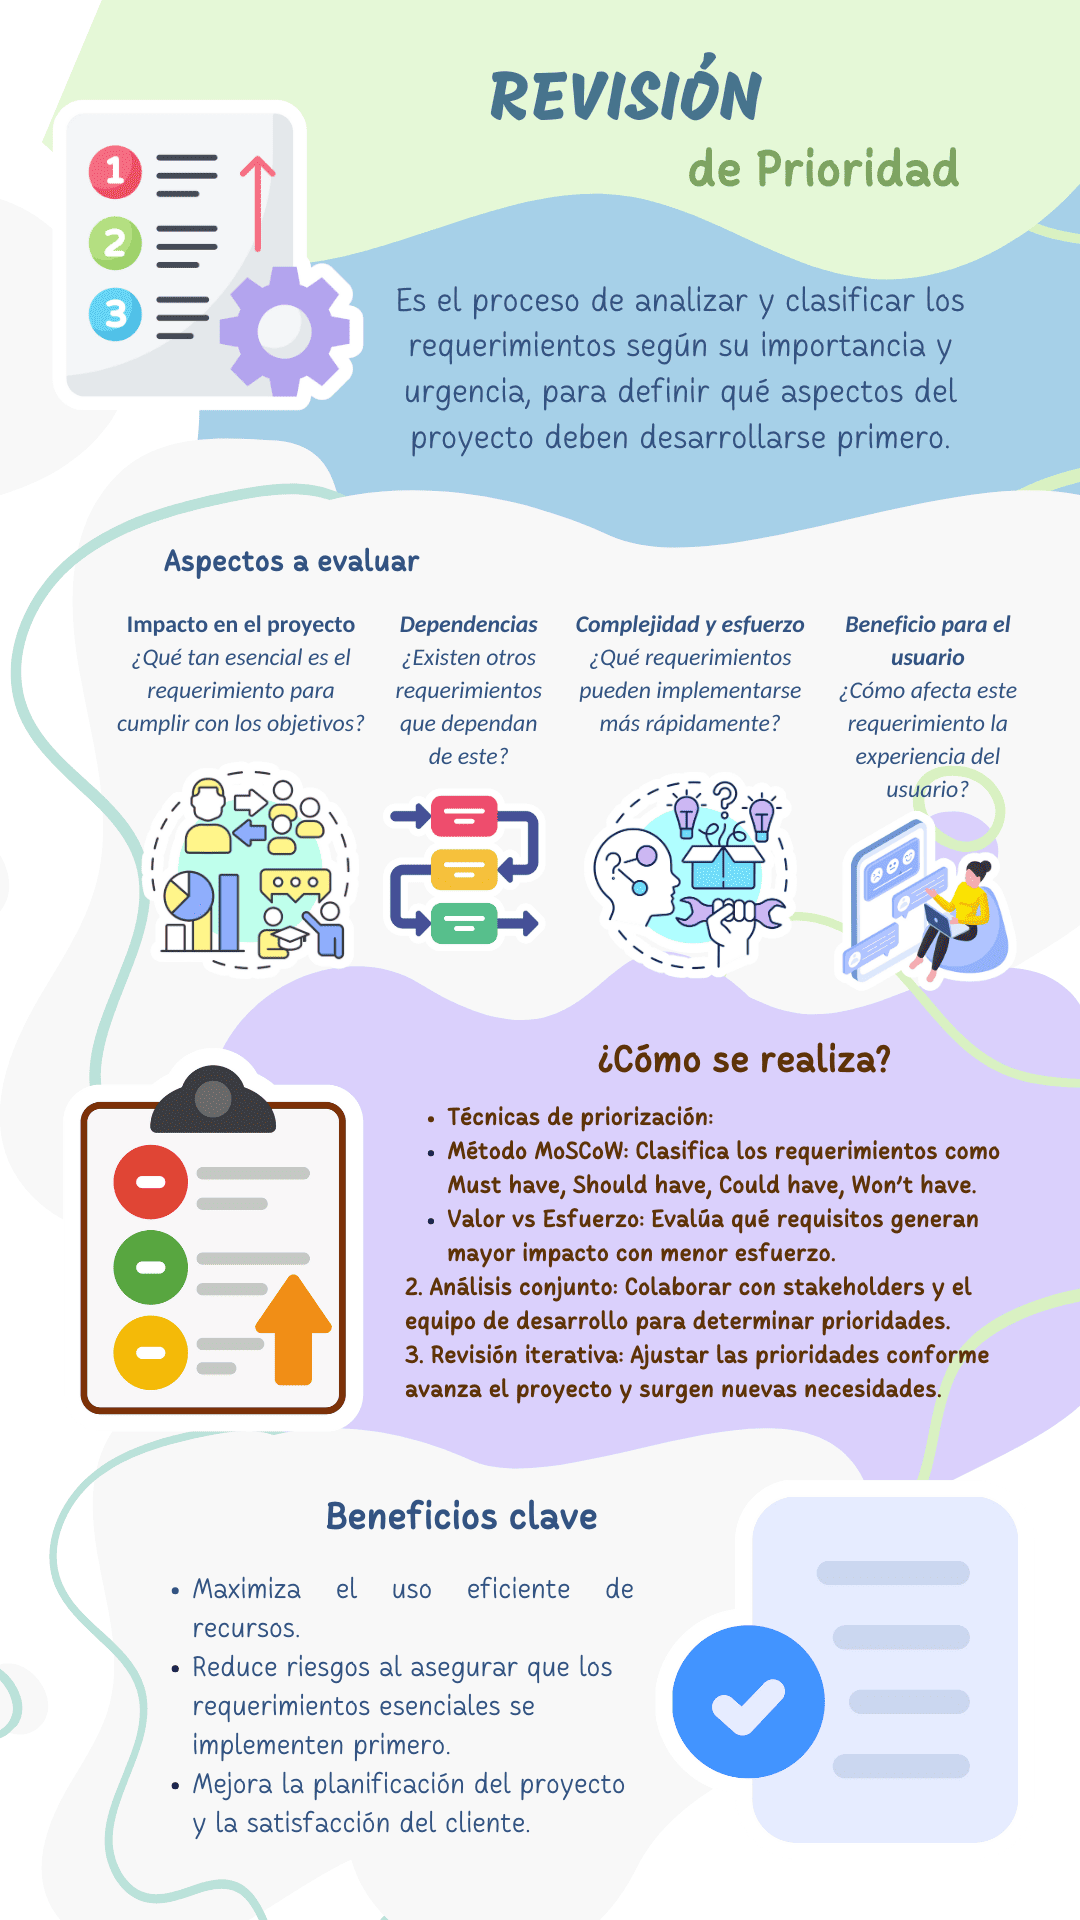 REVISIÓN
de Prioridad
1
2
3
Es el proceso de analizar y clasificar los
requerimientos según su importancia y
urgencia, para definir qué aspectos del
proyecto deben desarrollarse primero.
Aspectos a evaluar
Impacto en el proyecto
¿Qué tan esencial es el
requerimiento para
cumplir con los objetivos?
Dependencias
¿Existen otros
requerimientos
que dependan
de este?
Complejidad y esfuerzo
¿Qué requerimientos
pueden implementarse
más rápidamente?
Beneficio para el
usuario
¿Cómo afecta este
requerimiento la
experiencia del
usuario?
?
?
¿Cómo se realiza?
• Técnicas de priorización:
• Método MoSCoW: Clasifica los requerimientos como
Must have, Should have, Could have, Won't have.
• Valor vs Esfuerzo: Evalúa qué requisitos generan
mayor impacto con menor esfuerzo.
2. Análisis conjunto: Colaborar con stakeholders y el
equipo de desarrollo para determinar prioridades.
3. Revisión iterativa: Ajustar las prioridades conforme
avanza el proyecto y surgen nuevas necesidades.
Beneficios clave
• Maximiza el uso eficiente de
recursos.
• Reduce riesgos al asegurar que los
requerimientos esenciales se
implementen primero.
• Mejora la planificación del proyecto
y la satisfacción del cliente.